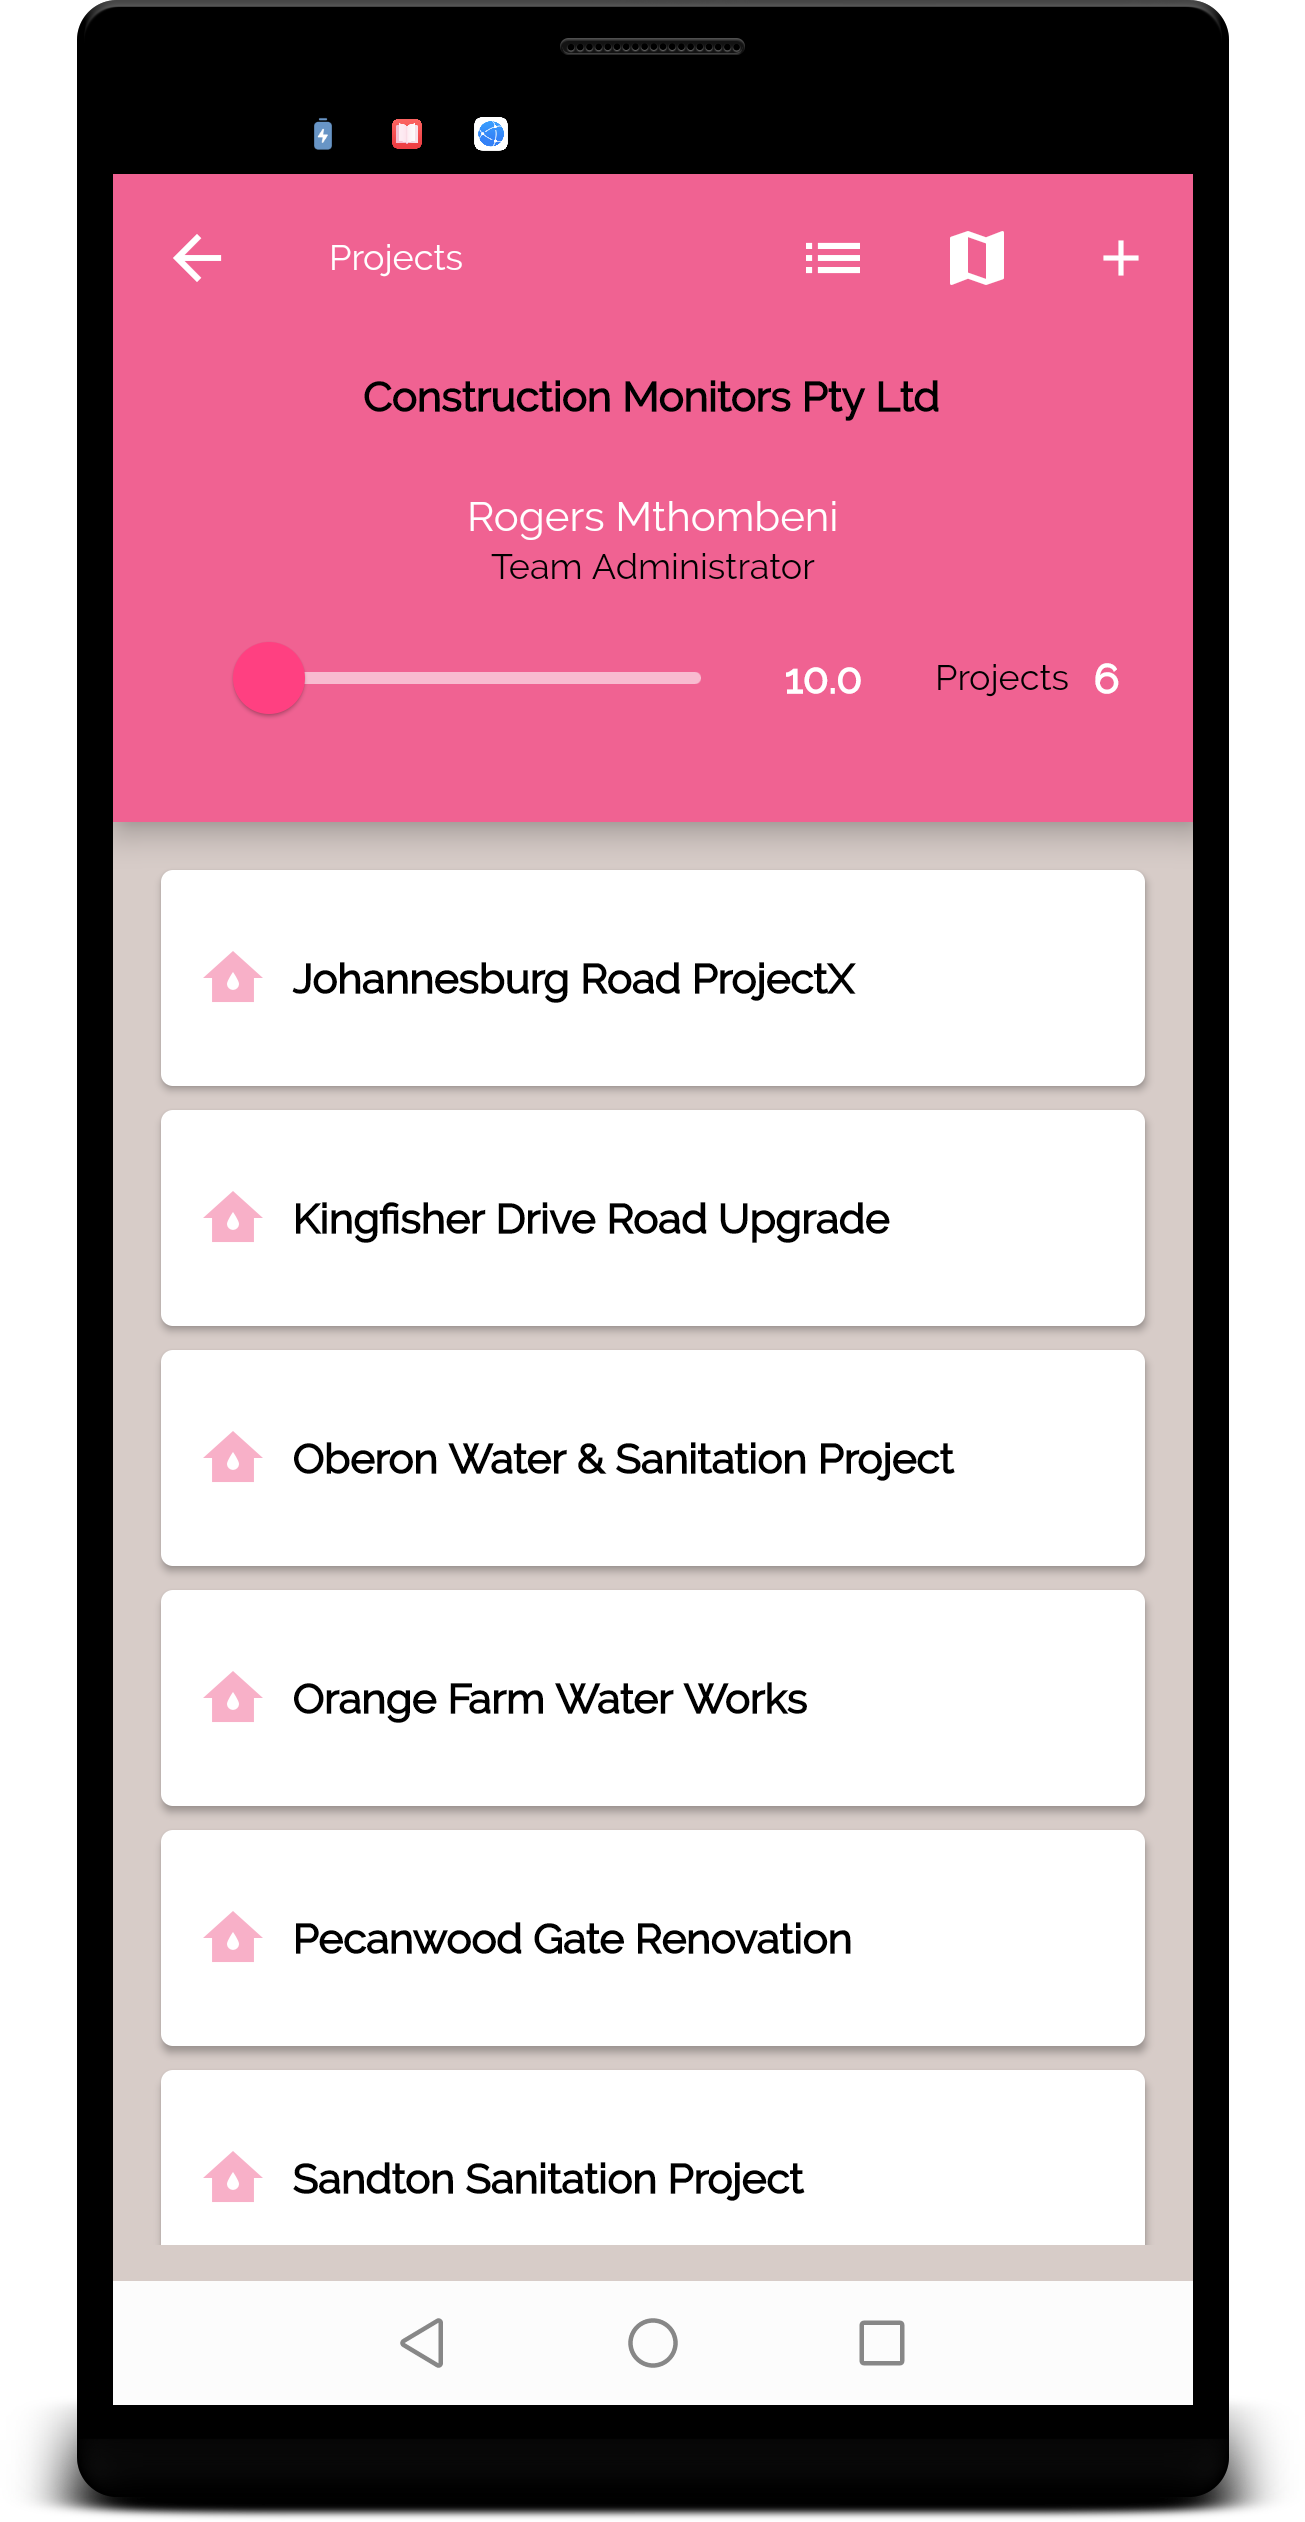 Projects
Construction Monitors Pty Ltd
Rogers Mthombeni
Team Administrator
10.0 Projects 6
Johannesburg Road ProjectX
Kingfisher Drive Road Upgrade
Oberon Water & Sanitation Project
Orange Farm Water Works
Pecanwood Gate Renovation
Sandton Sanitation Project